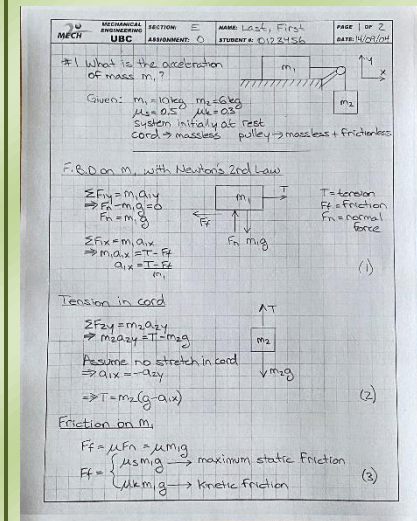 MECH
MECHANICAL ENGINEERING UBC
SECTION: E
ASSIGNMENT: 0
NAME: Last, First
STUDENT #: 0123456
PAGE 1 OF 2
DATE: 14/09/04
#1 What is the acceleration of mass m₁?
y
x
m₁
m₂
Given: m₁=10kg m₂=6kg
μs=0.5 μk=0.3
System initially at rest
cord → massless pulley → massless + frictionless
F.B.D on m₁ with Newton's 2nd Law
ΣF₁y=m₁a₁y
⇒ Fn-m₁g=0
Fn=m₁g
ΣF₁x=m₁a₁x
⇒ m₁a₁x=T-Ff
a₁x=T-Ff/m₁
m₁
T
Ff
Fn m₁g
T=tension
Ff=friction
Fn=normal force
(1)
Tension in cord
ΣF₂y=m₂a₂y
⇒ m₂a₂y=T-m₂g
Assume no stretch in cord
⇒a₁x=-a₂y
⇒T=m₂(g-a₁x)
T
m₂
m₂g
(2)
Friction on m₁
Ff=μFn=μm₁g
Ff={μsm₁g → maximum static friction
μkm₁g → kinetic friction
(3)